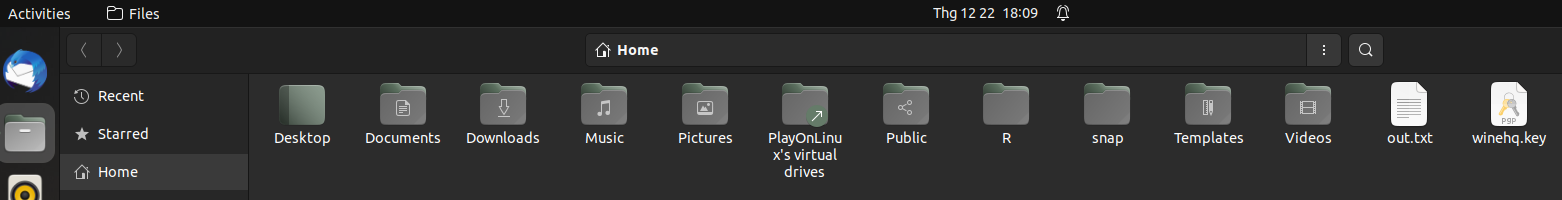 Activities
Files
Thg 12 22 18:09
Home
Recent
Starred
Home
Desktop
Documents
Downloads
Music
Pictures
PlayOnLinu
x's virtual
drives
Public
R
snap
Templates
Videos
out.txt
PGP
winehq.key